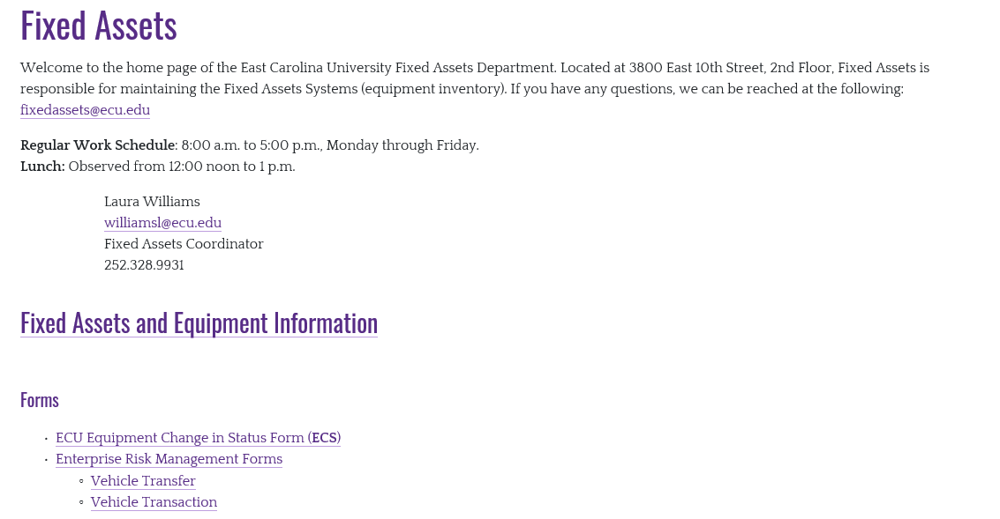 Fixed Assets
Welcome to the home page of the East Carolina University Fixed Assets Department. Located at 3800 East 10th Street, 2nd Floor, Fixed Assets is
responsible for maintaining the Fixed Assets Systems (equipment inventory). If you have any questions, we can be reached at the following:
fixedassets@ecu.edu
Regular Work Schedule: 8:00 a.m. to 5:00 p.m., Monday through Friday.
Lunch: Observed from 12:00 noon to 1 p.m.
Laura Williams
williamsl@ecu.edu
Fixed Assets Coordinator
252.328.9931
Fixed Assets and Equipment Information
Forms
• ECU Equipment Change in Status Form (ECS)
• Enterprise Risk Management Forms
◦ Vehicle Transfer
◦ Vehicle Transaction